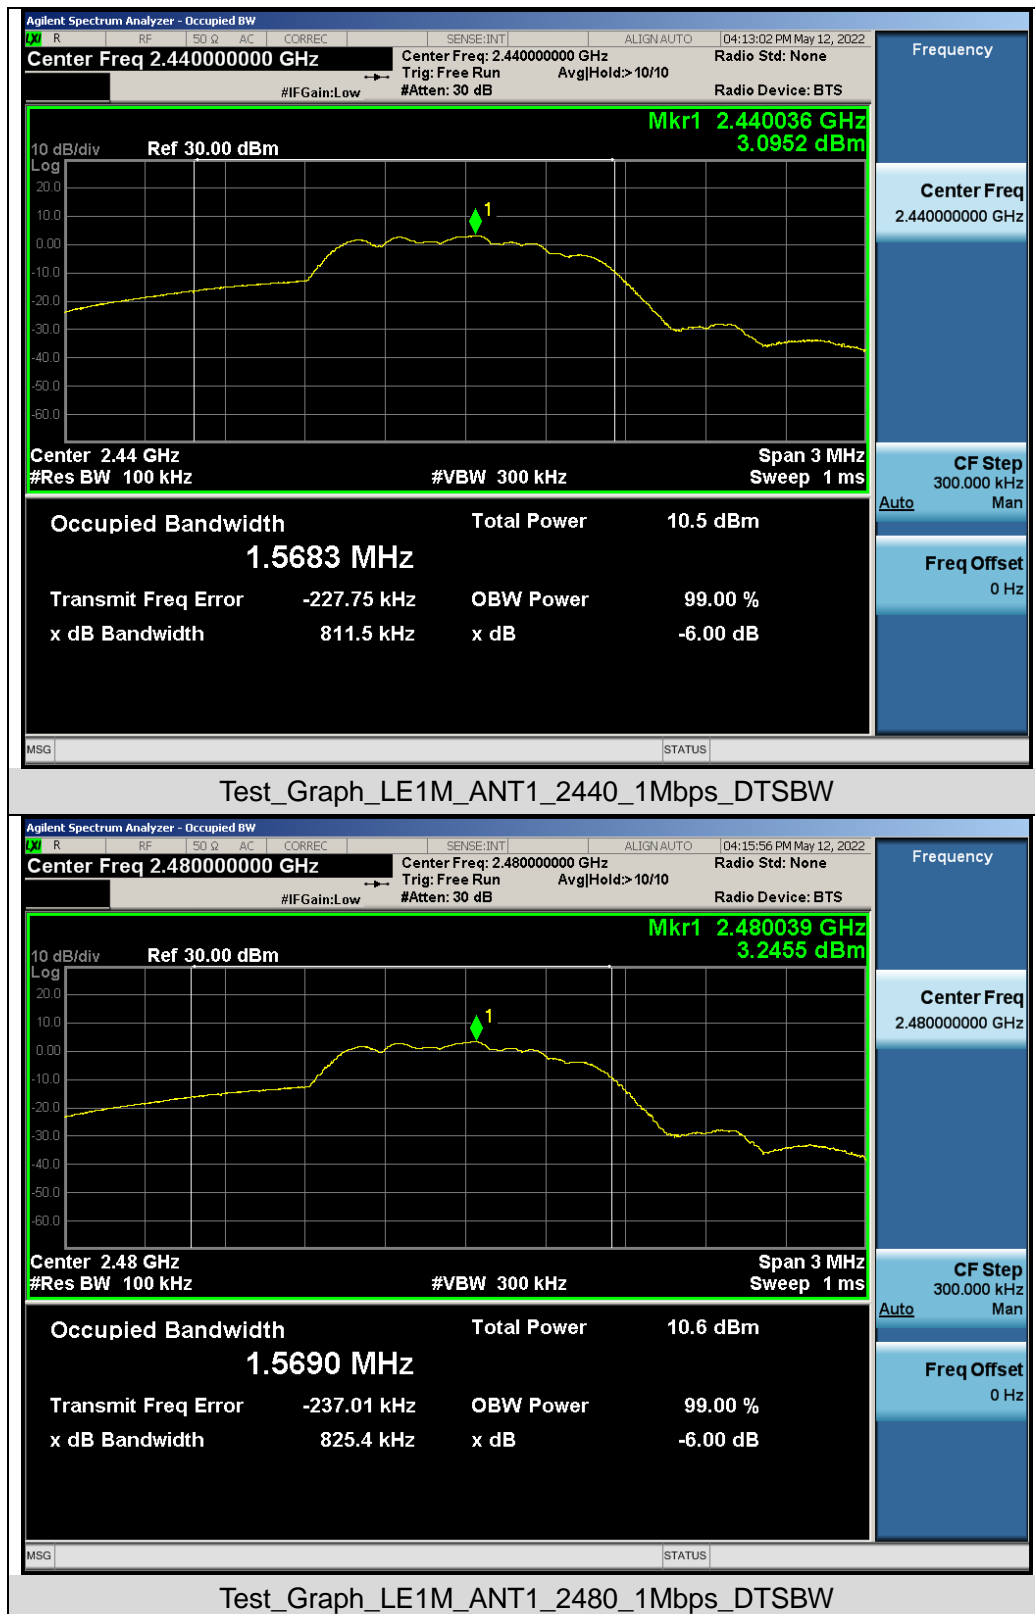 Agilent Spectrum Analyzer - Occupied BW
LXI R RF 50 Ω AC CORREC SENSE:INT ALIGN AUTO 04:13:02 PM May 12, 2022
Center Freq 2.440000000 GHz
Center Freq: 2.440000000 GHz Radio Std: None
Trig: Free Run Avg|Hold:> 10/10
#IFGain:Low #Atten: 30 dB Radio Device: BTS
Frequency
Mkr1 2.440036 GHz
3.0952 dBm
10 dB/div Ref 30.00 dBm
Log
20.0
10.0
0.00
-10.0
-20.0
-30.0
-40.0
-50.0
-60.0
1
Center Freq
2.440000000 GHz
Center 2.44 GHz Span 3 MHz
#Res BW 100 kHz #VBW 300 kHz Sweep 1 ms
CF Step
300.000 kHz
Auto Man
Occupied Bandwidth Total Power 10.5 dBm
1.5683 MHz
Freq Offset
0 Hz
Transmit Freq Error -227.75 kHz OBW Power 99.00 %
x dB Bandwidth 811.5 kHz x dB -6.00 dB
MSG STATUS
Test_Graph_LE1M_ANT1_2440_1Mbps_DTSBW
Agilent Spectrum Analyzer - Occupied BW
LXI R RF 50 Ω AC CORREC SENSE:INT ALIGN AUTO 04:15:56 PM May 12, 2022
Center Freq 2.480000000 GHz
Center Freq: 2.480000000 GHz Radio Std: None
Trig: Free Run Avg|Hold:> 10/10
#IFGain:Low #Atten: 30 dB Radio Device: BTS
Frequency
Mkr1 2.480039 GHz
3.2455 dBm
10 dB/div Ref 30.00 dBm
Log
20.0
10.0
0.00
-10.0
-20.0
-30.0
-40.0
-50.0
-60.0
1
Center Freq
2.480000000 GHz
Center 2.48 GHz Span 3 MHz
#Res BW 100 kHz #VBW 300 kHz Sweep 1 ms
CF Step
300.000 kHz
Auto Man
Occupied Bandwidth Total Power 10.6 dBm
1.5690 MHz
Freq Offset
0 Hz
Transmit Freq Error -237.01 kHz OBW Power 99.00 %
x dB Bandwidth 825.4 kHz x dB -6.00 dB
MSG STATUS
Test_Graph_LE1M_ANT1_2480_1Mbps_DTSBW